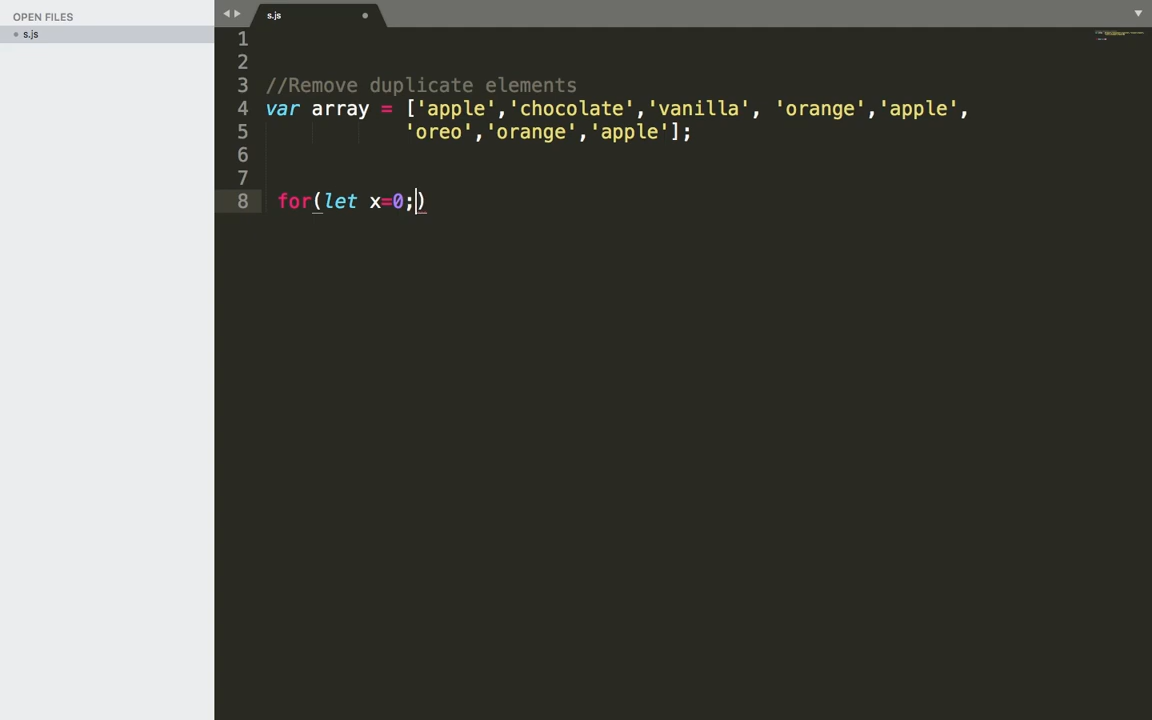 OPEN FILES
s.js
s.js
1
2
3 //Remove duplicate elements
4 var array = ['apple','chocolate','vanilla', 'orange','apple',
5 'oreo','orange','apple'];
6
7
8 for(let x=0;)